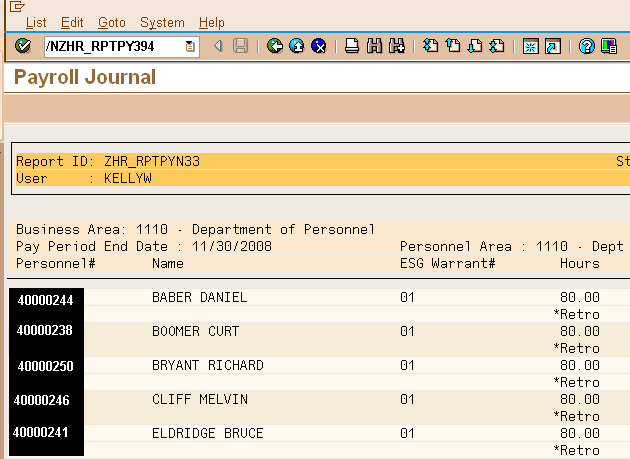 List Edit Goto System Help
/NZHR_RPTPY394
Payroll Journal
Report ID: ZHR_RPTPYN33 St
User : KELLYW
Business Area: 1110 - Department of Personnel
Pay Period End Date : 11/30/2008 Personnel Area : 1110 - Dept
Personnel# Name ESG Warrant# Hours
40000244 BABER DANIEL 01 80.00
*Retro
40000238 BOOMER CURT 01 80.00
*Retro
40000250 BRYANT RICHARD 01 80.00
*Retro
40000246 CLIFF MELVIN 01 80.00
*Retro
40000241 ELDRIDGE BRUCE 01 80.00
*Retro